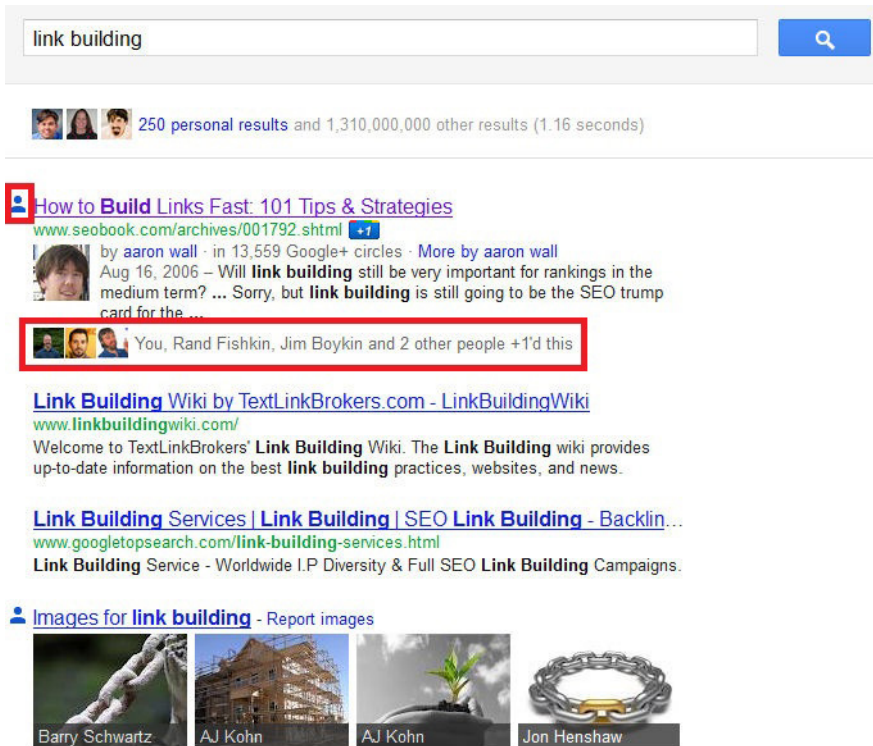 link building
250 personal results and 1,310,000,000 other results (1.16 seconds)
How to Build Links Fast: 101 Tips & Strategies
www.seobook.com/archives/001792.shtml +1
by aaron wall · in 13,559 Google+ circles · More by aaron wall
Aug 16, 2006 – Will link building still be very important for rankings in the
medium term? ... Sorry, but link building is still going to be the SEO trump
card for the ...
You, Rand Fishkin, Jim Boykin and 2 other people +1'd this
Link Building Wiki by TextLinkBrokers.com - LinkBuildingWiki
www.linkbuildingwiki.com/
Welcome to TextLinkBrokers' Link Building Wiki. The Link Building wiki provides
up-to-date information on the best link building practices, websites, and news.
Link Building Services | Link Building | SEO Link Building - Backlin...
www.googletopsearch.com/link-building-services.html
Link Building Service - Worldwide I.P Diversity & Full SEO Link Building Campaigns.
Images for link building - Report images
Barry Schwartz AJ Kohn AJ Kohn Jon Henshaw